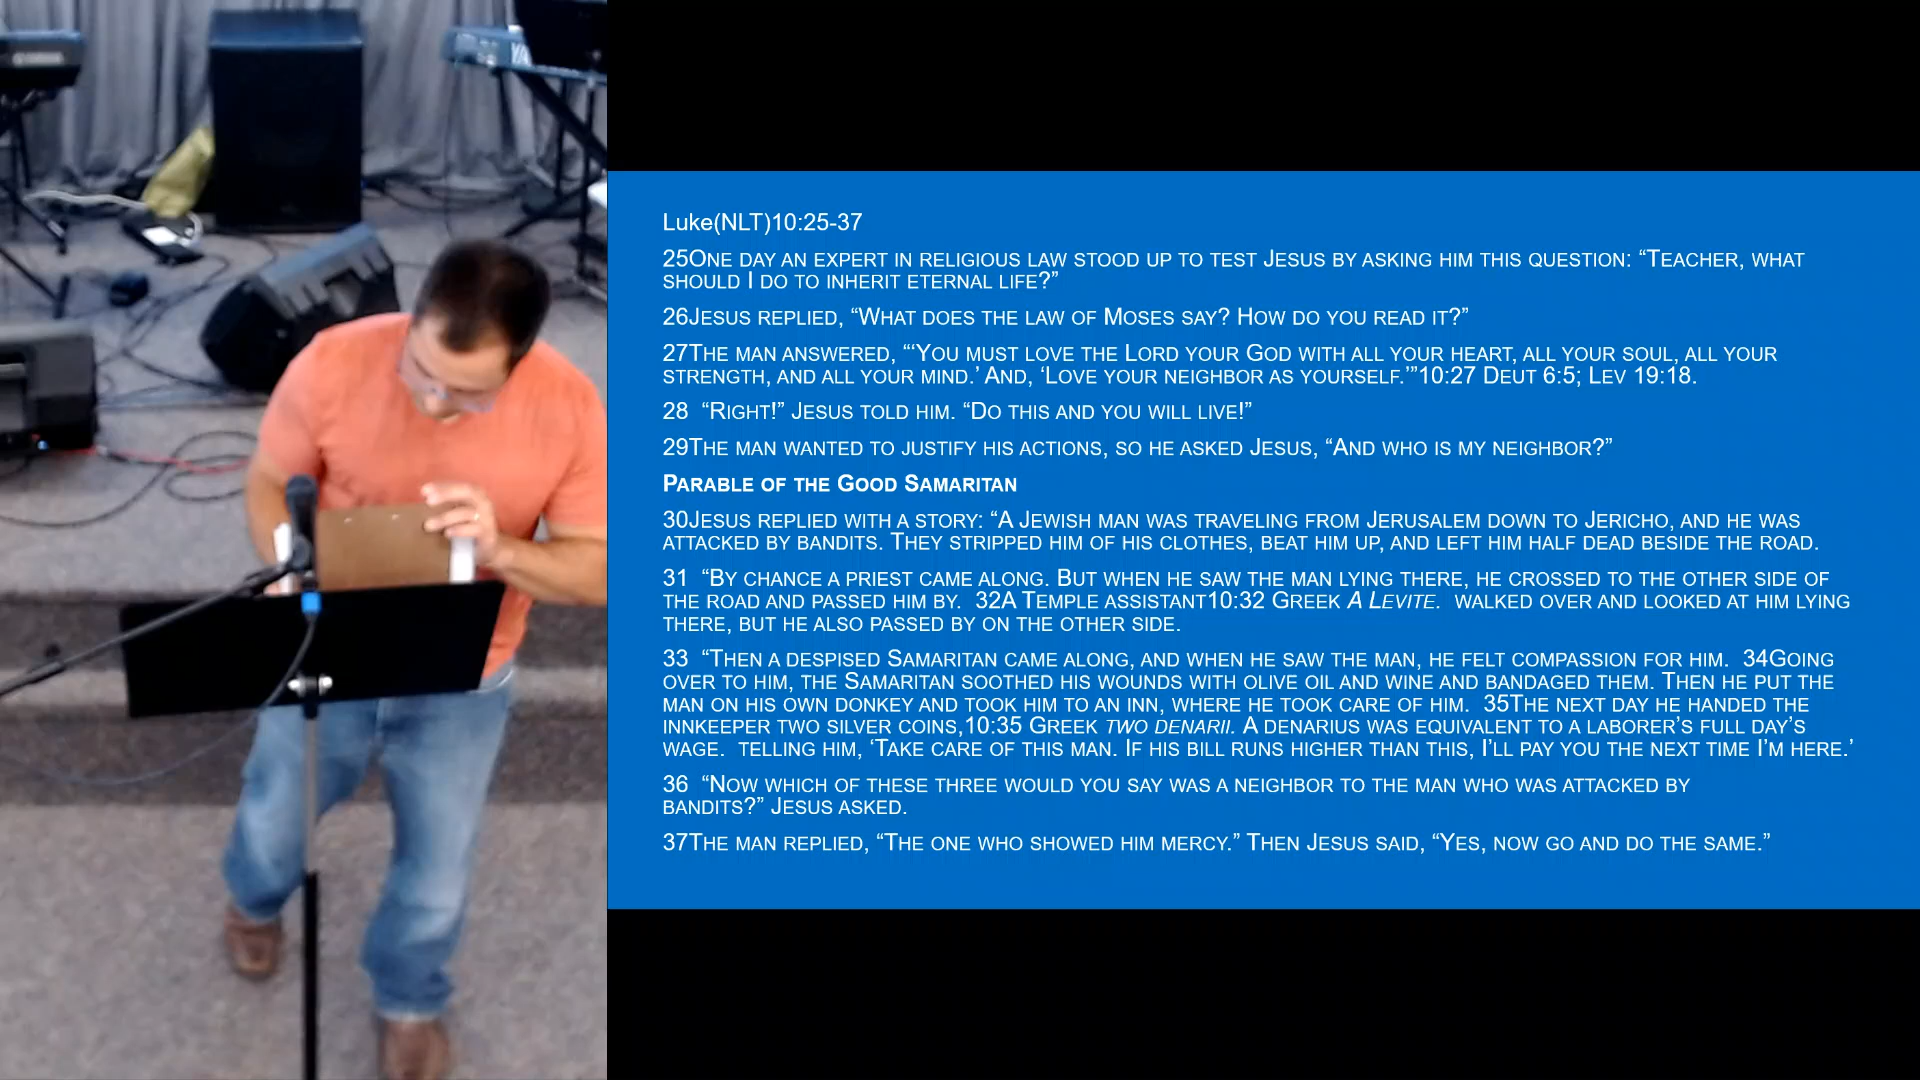 Luke(NLT)10:25-37
25One day an expert in religious law stood up to test Jesus by asking him this question: “Teacher, what
should I do to inherit eternal life?”
26Jesus replied, “What does the law of Moses say? How do you read it?”
27The man answered, “‘You must love the Lord your God with all your heart, all your soul, all your
strength, and all your mind.’ And, ‘Love your neighbor as yourself.’”10:27 Deut 6:5; Lev 19:18.
28  “Right!” Jesus told him. “Do this and you will live!”
29The man wanted to justify his actions, so he asked Jesus, “And who is my neighbor?”
Parable of the Good Samaritan
30Jesus replied with a story: “A Jewish man was traveling from Jerusalem down to Jericho, and he was
attacked by bandits. They stripped him of his clothes, beat him up, and left him half dead beside the road.
31  “By chance a priest came along. But when he saw the man lying there, he crossed to the other side of
the road and passed him by.  32A Temple assistant10:32 Greek A Levite.  walked over and looked at him lying
there, but he also passed by on the other side.
33  “Then a despised Samaritan came along, and when he saw the man, he felt compassion for him.  34Going
over to him, the Samaritan soothed his wounds with olive oil and wine and bandaged them. Then he put the
man on his own donkey and took him to an inn, where he took care of him.  35The next day he handed the
innkeeper two silver coins,10:35 Greek two denarii. A denarius was equivalent to a laborer’s full day’s
wage.  telling him, ‘Take care of this man. If his bill runs higher than this, I’ll pay you the next time I’m here.’
36  “Now which of these three would you say was a neighbor to the man who was attacked by
bandits?” Jesus asked.
37The man replied, “The one who showed him mercy.” Then Jesus said, “Yes, now go and do the same.”